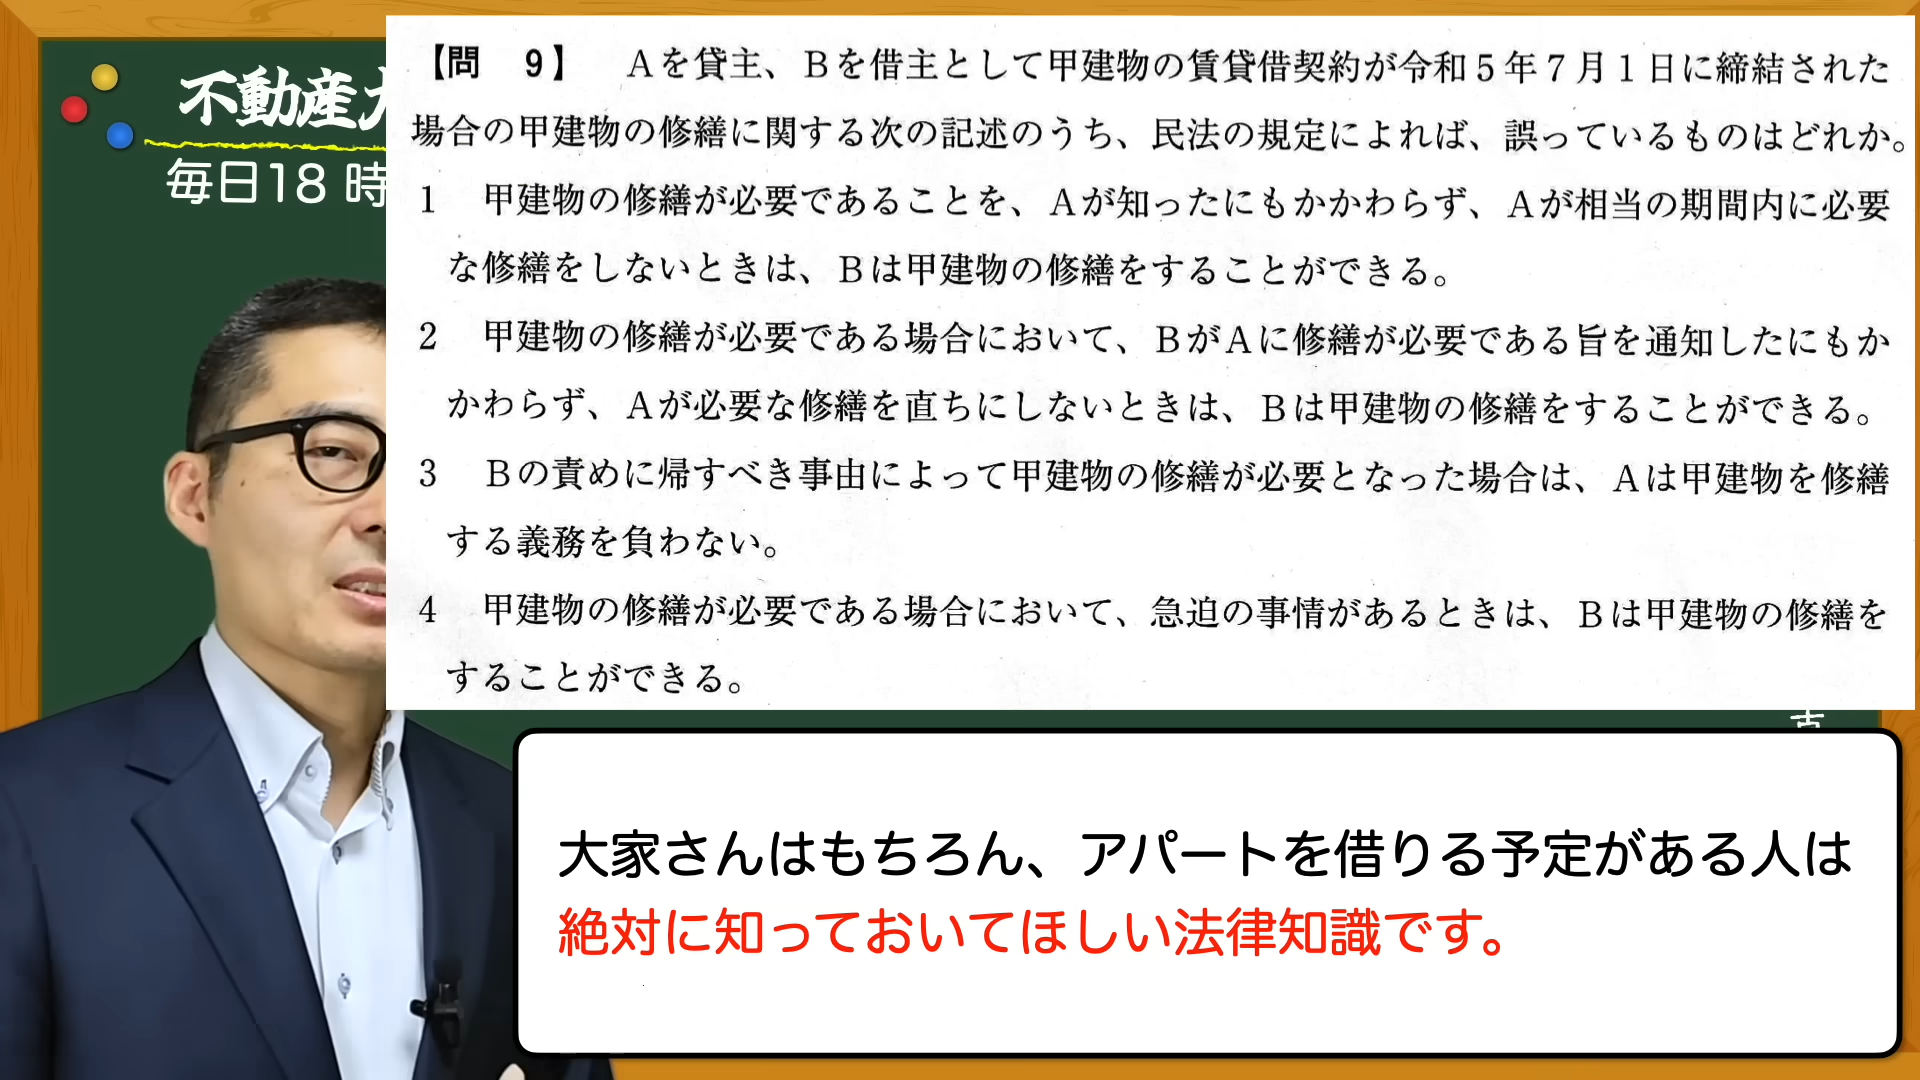 不動産
毎日18時
【問　9】　Aを貸主、Bを借主として甲建物の賃貸借契約が令和5年7月1日に締結された
場合の甲建物の修繕に関する次の記述のうち、民法の規定によれば、誤っているものはどれか。
1　甲建物の修繕が必要であることを、Aが知ったにもかかわらず、Aが相当の期間内に必要
な修繕をしないときは、Bは甲建物の修繕をすることができる。
2　甲建物の修繕が必要である場合において、BがAに修繕が必要である旨を通知したにもか
かわらず、Aが必要な修繕を直ちにしないときは、Bは甲建物の修繕をすることができる。
3　Bの責めに帰すべき事由によって甲建物の修繕が必要となった場合は、Aは甲建物を修繕
する義務を負わない。
4　甲建物の修繕が必要である場合において、急迫の事情があるときは、Bは甲建物の修繕を
することができる。
大家さんはもちろん、アパートを借りる予定がある人は
絶対に知っておいてほしい法律知識です。